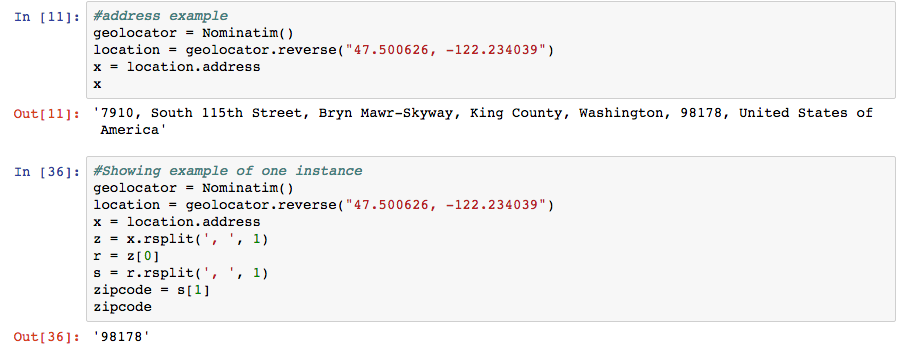 In [11]: #address example
geolocator = Nominatim()
location = geolocator.reverse("47.500626, -122.234039")
x = location.address
x
Out[11]: '7910, South 115th Street, Bryn Mawr-Skyway, King County, Washington, 98178, United States of
America'
In [36]: #Showing example of one instance
geolocator = Nominatim()
location = geolocator.reverse("47.500626, -122.234039")
x = location.address
z = x.rsplit(', ', 1)
r = z[0]
s = r.rsplit(', ', 1)
zipcode = s[1]
zipcode
Out[36]: '98178'